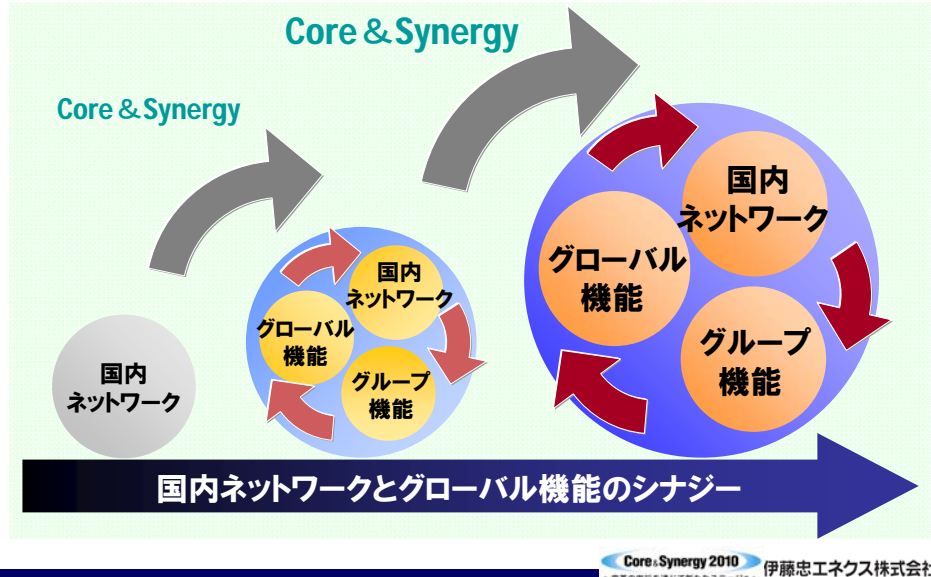 Core & Synergy
Core & Synergy
国内
ネットワーク
国内
ネットワーク
グローバル
機能
グループ
機能
国内
ネットワーク
グローバル
機能
グループ
機能
国内ネットワークとグローバル機能のシナジー
Core & Synergy 2010
伊藤忠エネクス株式会社